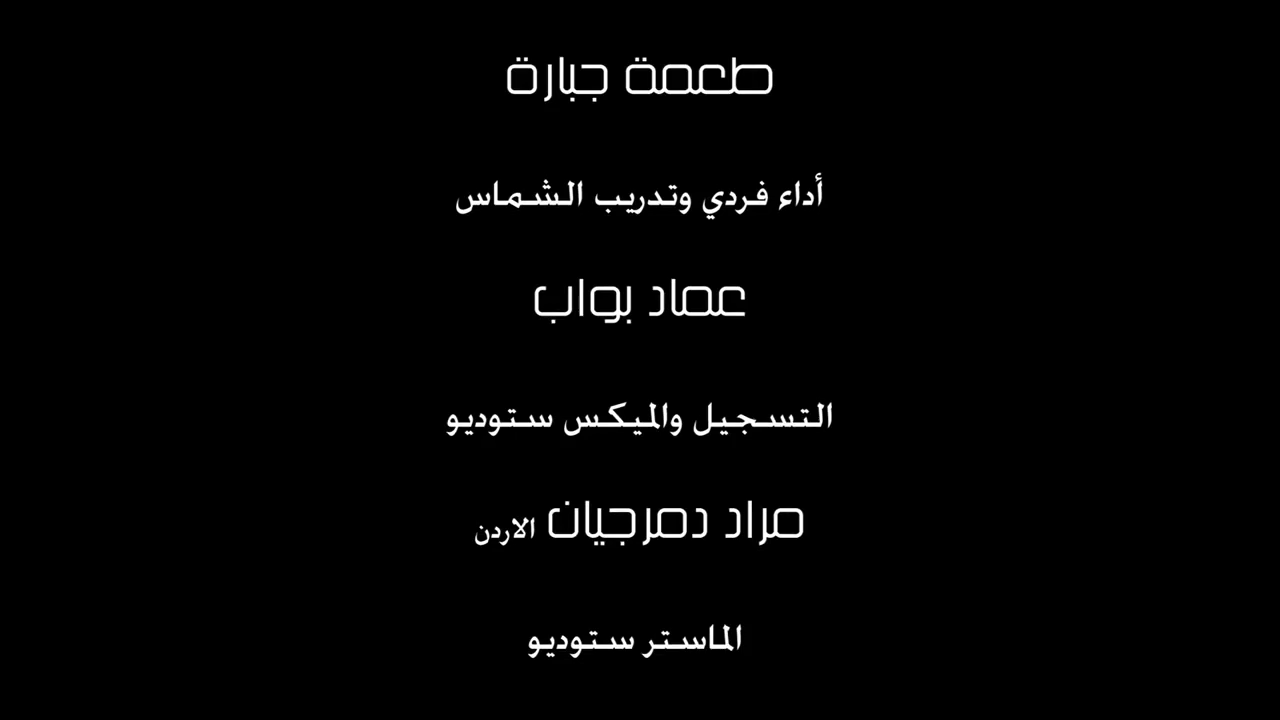 طعمة جبارة
أداء فردي وتدريب الشماس
عماد بواب
التسجيل والميكس ستوديو
مراد دمرجيان الاردن
الماستر ستوديو